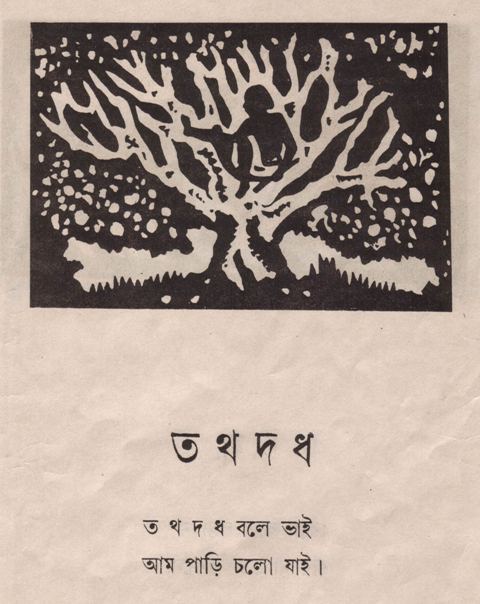 ত থ দ ধ
ত থ দ ধ বলে ভাই
আম পাড়ি চলো যাই।